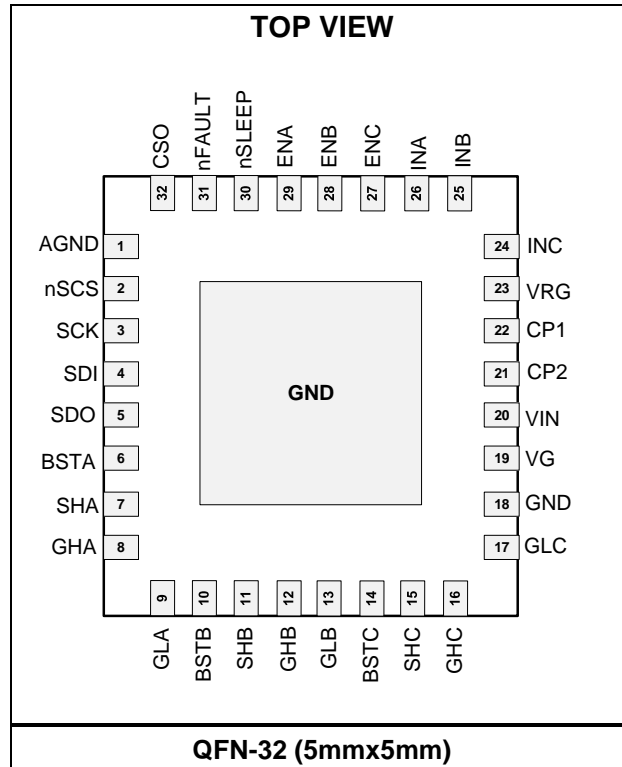 TOP VIEW
CSO
nFAULT
nSLEEP
ENA
ENB
ENC
INA
INB
32
31
30
29
28
27
26
25
AGND 1
nSCS 2
SCK 3
SDI 4
SDO 5
BSTA 6
SHA 7
GHA 8
GND
24 INC
23 VRG
22 CP1
21 CP2
20 VIN
19 VG
18 GND
17 GLC
9
10
11
12
13
14
15
16
GLA
BSTB
SHB
GHB
GLB
BSTC
SHC
GHC
QFN-32 (5mmx5mm)